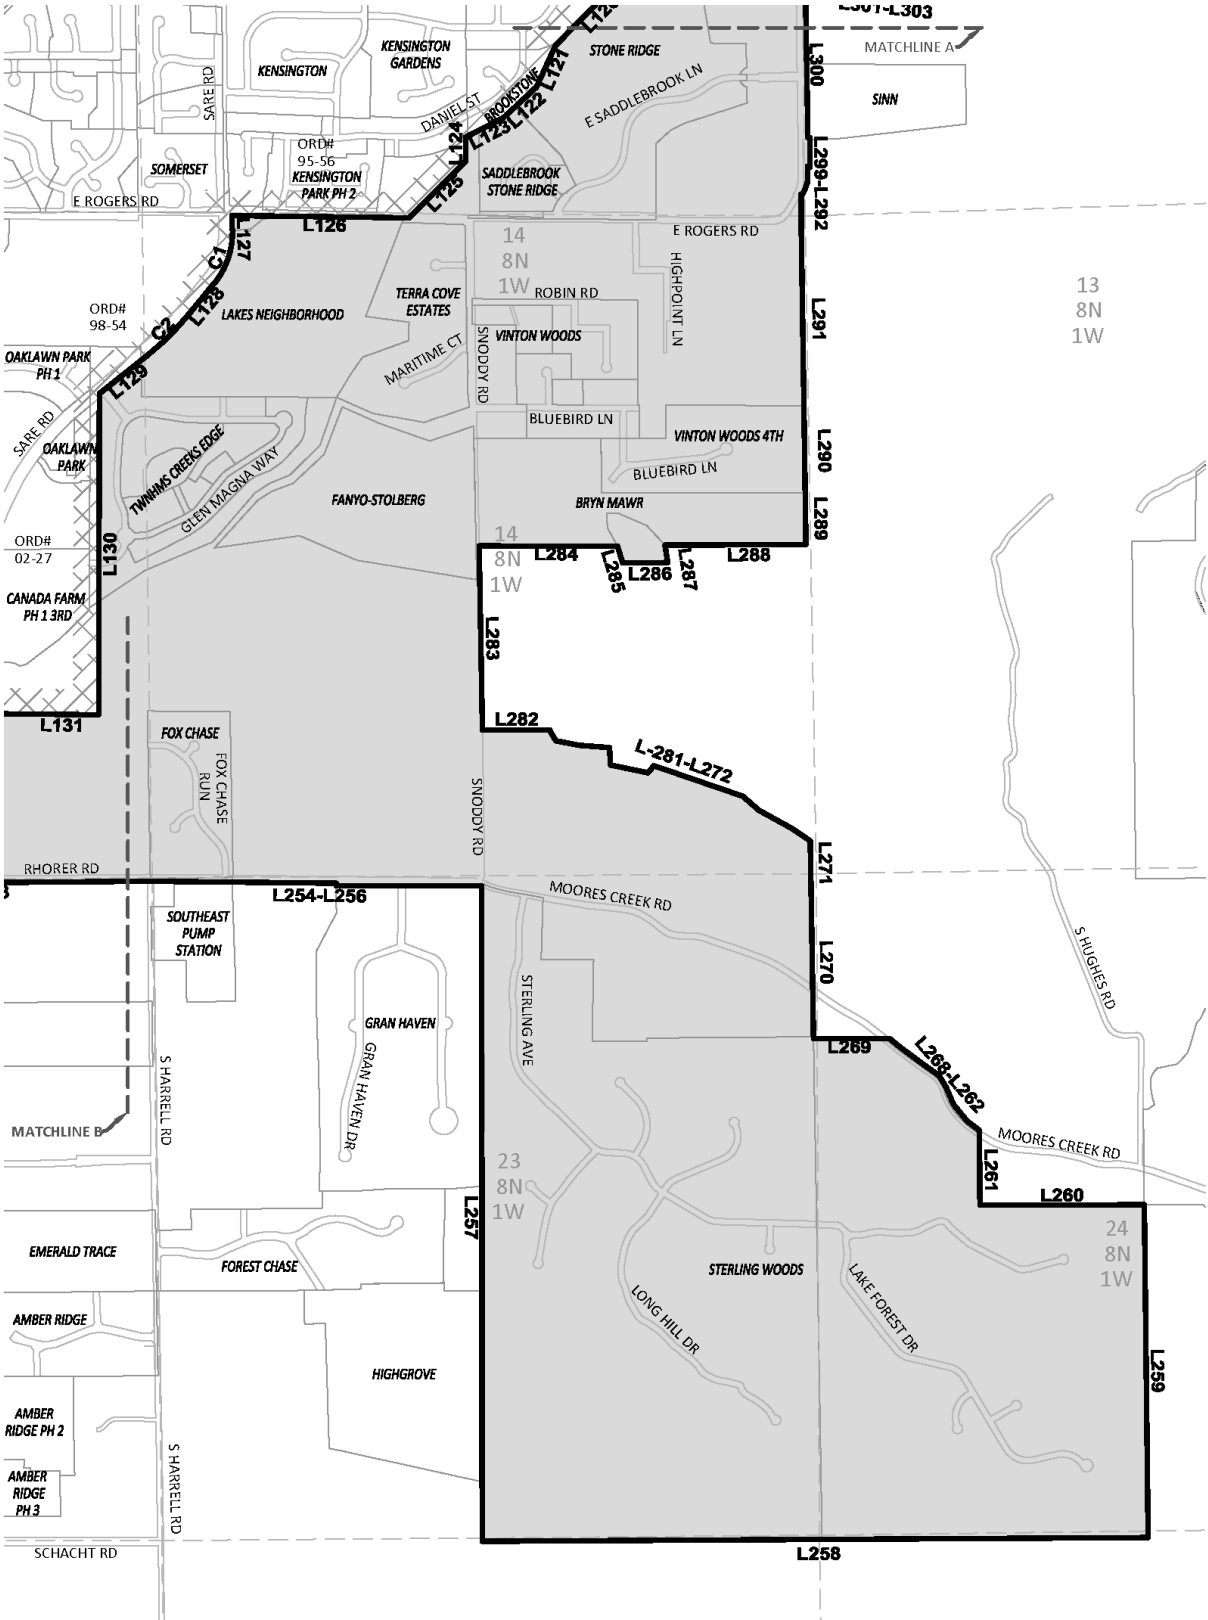 L120
L301-L303
MATCHLINE A
KENSINGTON
GARDENS
STONE RIDGE
L121
L300
KENSINGTON
SARE RD
BROOKSTONE
L122
E SADDLEBROOK LN
SINN
DANIEL ST
L123
L124
ORD#
95-56
SOMERSET
KENSINGTON
PARK PH 2
L125
SADDLEBROOK
STONE RIDGE
L299-L292
E ROGERS RD
L126
L127
E ROGERS RD
14
8N
1W
C1
HIGHPOINT LN
13
8N
1W
L128
LAKES NEIGHBORHOOD
TERRA COVE
ESTATES
ROBIN RD
ORD#
98-54
C2
L291
VINTON WOODS
SNODDY RD
MARITIME CT
OAKLAWN PARK
PH 1
L129
SARE RD
BLUEBIRD LN
VINTON WOODS 4TH
L290
OAKLAWN
PARK
TWNHMS CREEKS EDGE
GLEN MAGNA WAY
BLUEBIRD LN
FANYO-STOLBERG
BRYN MAWR
L289
ORD#
02-27
L130
14
8N
1W
L284
L285
L286
L287
L288
CANADA FARM
PH 1 3RD
L283
L131
L282
FOX CHASE
FOX CHASE
RUN
L-281-L272
SNODDY RD
L271
RHORER RD
L254-L256
MOORES CREEK RD
SOUTHEAST
PUMP
STATION
L270
S HUGHES RD
STERLING AVE
GRAN HAVEN
GRAN HAVEN DR
L269
L268-L262
S HARRELL RD
MATCHLINE B
MOORES CREEK RD
23
8N
1W
L261
L260
L257
24
8N
1W
EMERALD TRACE
FOREST CHASE
STERLING WOODS
LONG HILL DR
LAKE FOREST DR
AMBER RIDGE
HIGHGROVE
L259
AMBER
RIDGE PH 2
S HARRELL RD
AMBER
RIDGE
PH 3
SCHACHT RD
L258